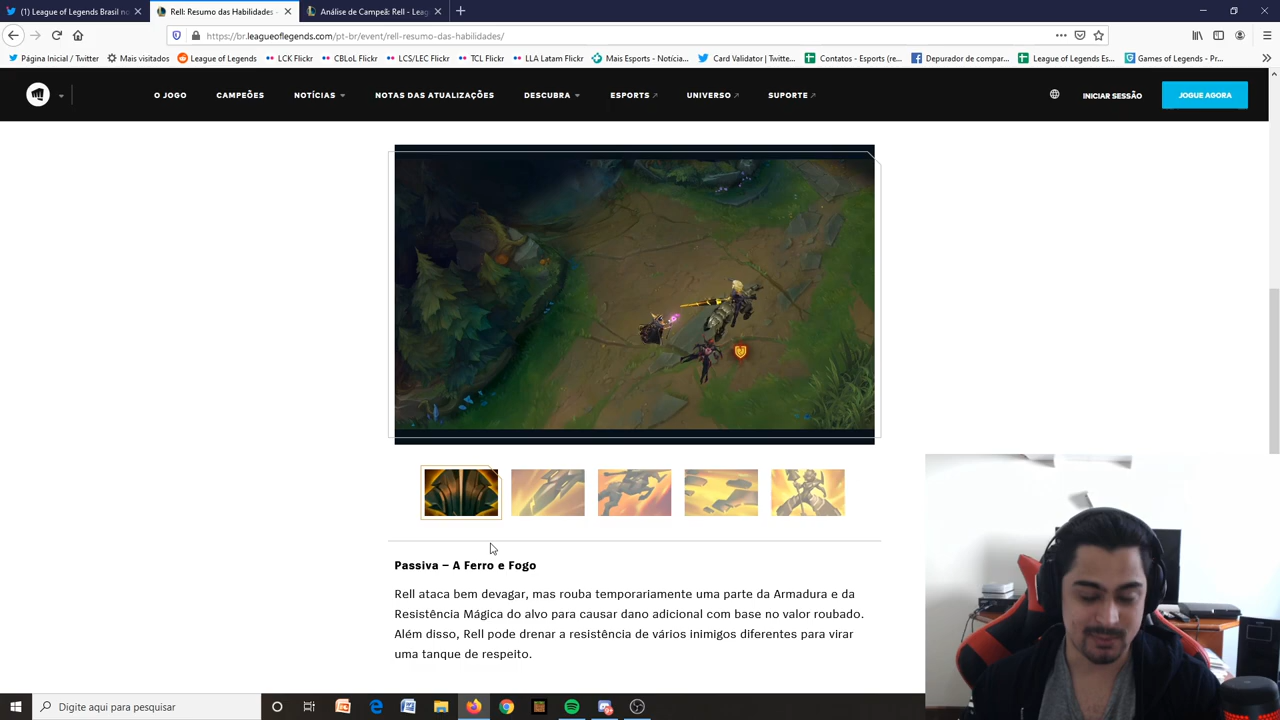 (1) League of Legends Brasil no
Rell: Resumo das Habilidades -
Análise de Campeã: Rell - Leag
https://br.leagueoflegends.com/pt-br/event/rell-resumo-das-habilidades/
Página Inicial / Twitter
Mais visitados
League of Legends
LCK Flickr
CBLoL Flickr
LCS/LEC Flickr
TCL Flickr
LLA Latam Flickr
Mais Esports - Notícia...
Card Validator | Twitte...
Contatos - Esports (re...
Depurador de compar...
League of Legends Es...
Games of Legends - Pr...
O JOGO
CAMPEÕES
NOTÍCIAS
NOTAS DAS ATUALIZAÇÕES
DESCUBRA
ESPORTS
UNIVERSO
SUPORTE
INICIAR SESSÃO
JOGUE AGORA
Passiva – A Ferro e Fogo
Rell ataca bem devagar, mas rouba temporariamente uma parte da Armadura e da
Resistência Mágica do alvo para causar dano adicional com base no valor roubado.
Além disso, Rell pode drenar a resistência de vários inimigos diferentes para virar
uma tanque de respeito.
Digite aqui para pesquisar